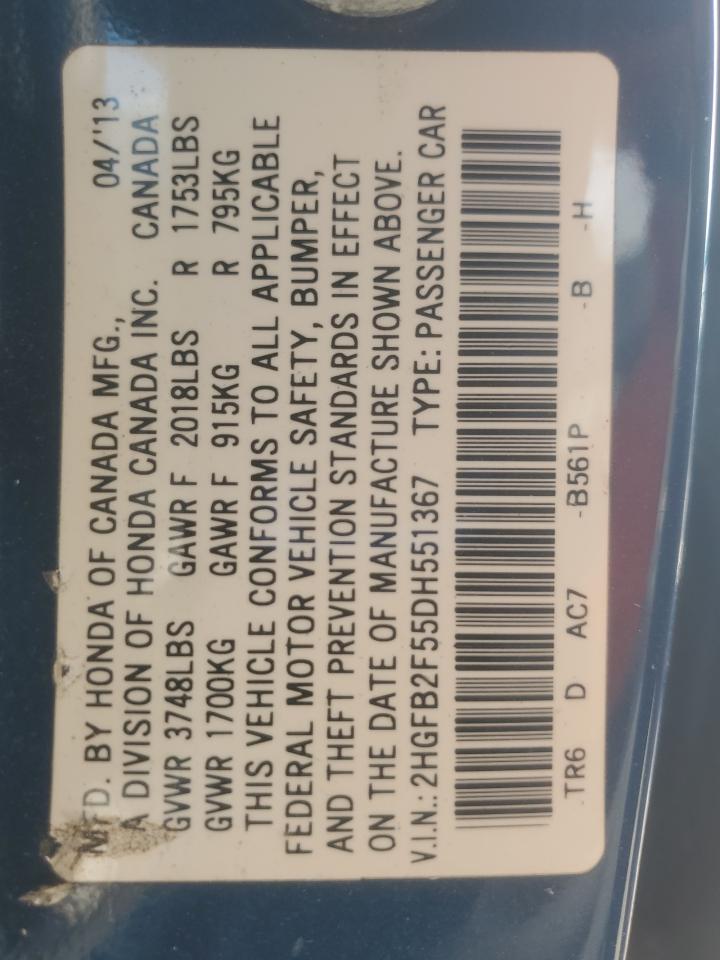 MFD. BY HONDA OF CANADA MFG., 04/'13
A DIVISION OF HONDA CANADA INC. CANADA
GVWR 3748LBS GAWR F 2018LBS R 1753LBS
GVWR 1700KG GAWR F 915KG R 795KG
THIS VEHICLE CONFORMS TO ALL APPLICABLE
FEDERAL MOTOR VEHICLE SAFETY, BUMPER,
AND THEFT PREVENTION STANDARDS IN EFFECT
ON THE DATE OF MANUFACTURE SHOWN ABOVE.
V.I.N.: 2HGFB2F55DH551367 TYPE: PASSENGER CAR
TR6 D AC7 -B561P -B -H